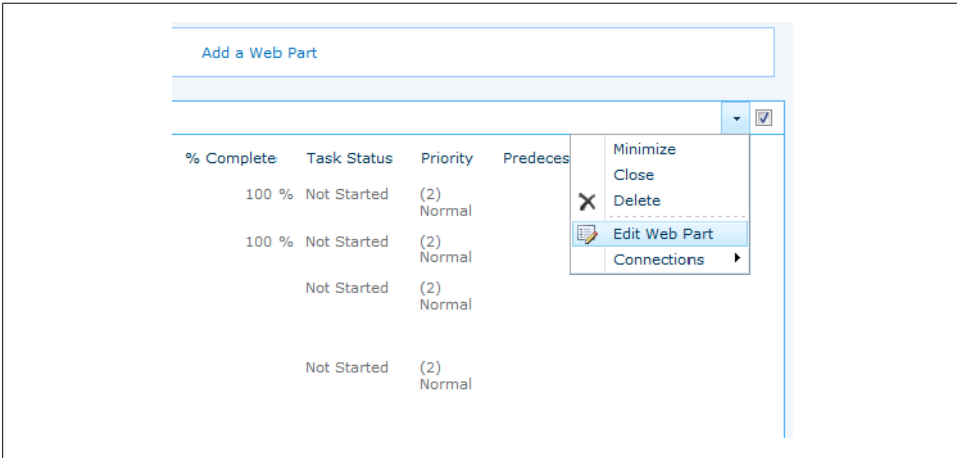 Add a Web Part
% Complete Task Status Priority Predeces
100 % Not Started (2)
Normal
100 % Not Started (2)
Normal
Not Started (2)
Normal
Not Started (2)
Normal
Minimize
Close
Delete
Edit Web Part
Connections